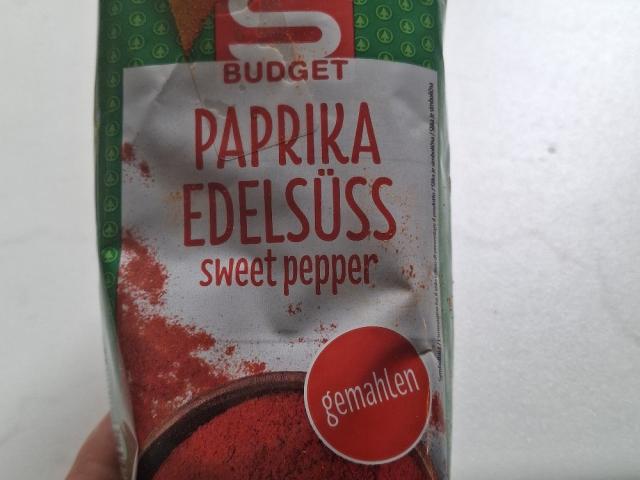 S
BUDGET
PAPRIKA
EDELSÜSS
sweet pepper
gemahlen